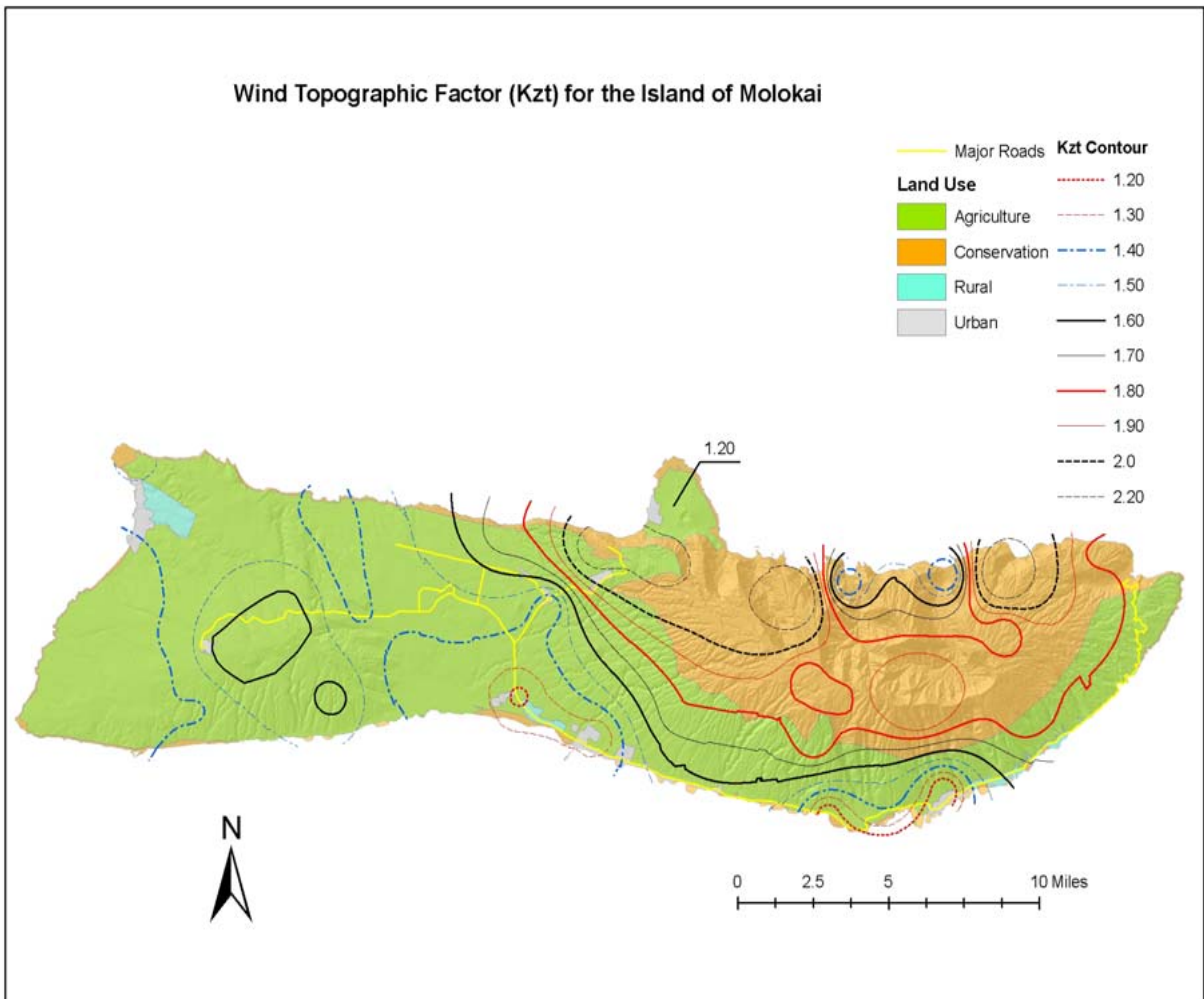 Wind Topographic Factor (Kzt) for the Island of Molokai
Major Roads
Land Use
Agriculture
Conservation
Rural
Urban
Kzt Contour
1.20
1.30
1.40
1.50
1.60
1.70
1.80
1.90
2.0
2.20
1.20
N
0 2.5 5 10 Miles